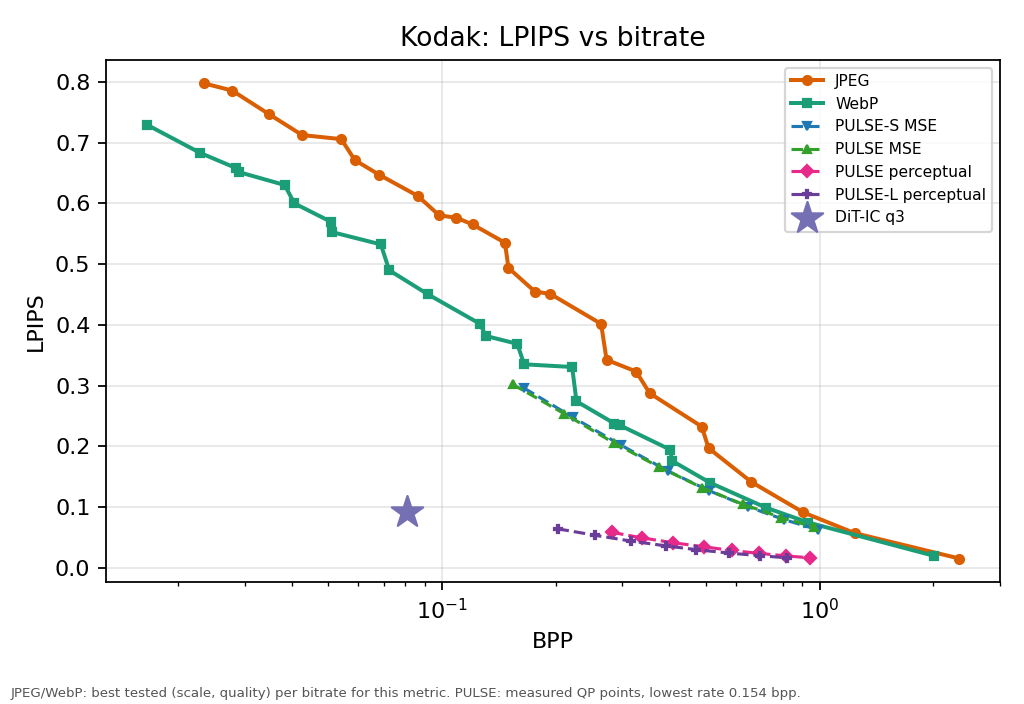 Kodak: LPIPS vs bitrate
0.8
0.7
0.6
0.5
0.4
0.3
0.2
0.1
0.0
LPIPS
JPEG
WebP
PULSE-S MSE
PULSE MSE
PULSE perceptual
PULSE-L perceptual
DiT-IC q3
10⁻¹
10⁰
BPP
JPEG/WebP: best tested (scale, quality) per bitrate for this metric. PULSE: measured QP points, lowest rate 0.154 bpp.